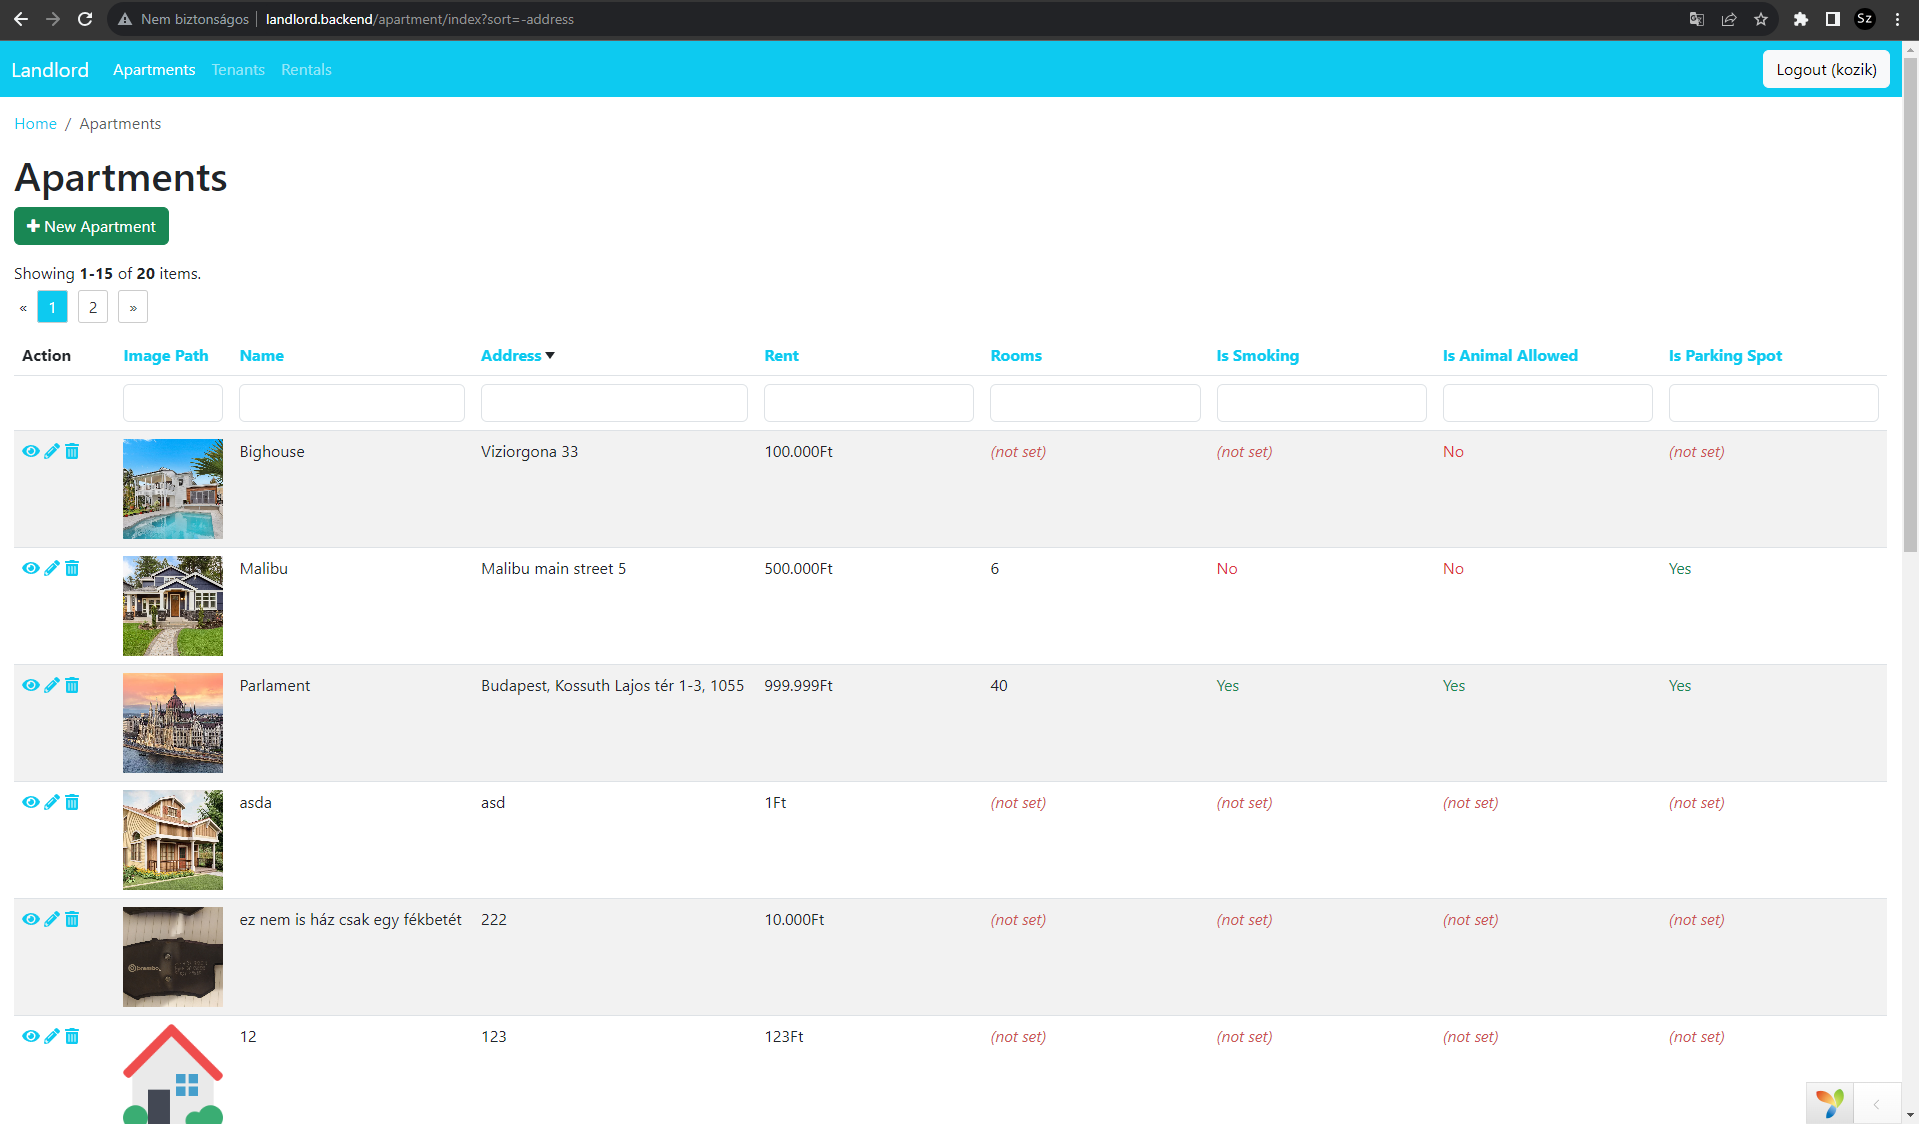 Nem biztonságos landlord.backend/apartment/index?sort=-address Sz
Landlord Apartments Tenants Rentals Logout (kozik)
Home / Apartments
Apartments
New Apartment
Showing 1-15 of 20 items.
« 1 2 »
Action Image Path Name Address Rent Rooms Is Smoking Is Animal Allowed Is Parking Spot
Bighouse Viziorgona 33 100.000Ft (not set) (not set) No (not set)
Malibu Malibu main street 5 500.000Ft 6 No No Yes
Parlament Budapest, Kossuth Lajos tér 1-3, 1055 999.999Ft 40 Yes Yes Yes
asda asd 1Ft (not set) (not set) (not set) (not set)
ez nem is ház csak egy fékbetét 222 10.000Ft (not set) (not set) (not set) (not set)
brembo
12 123 123Ft (not set) (not set) (not set) (not set)